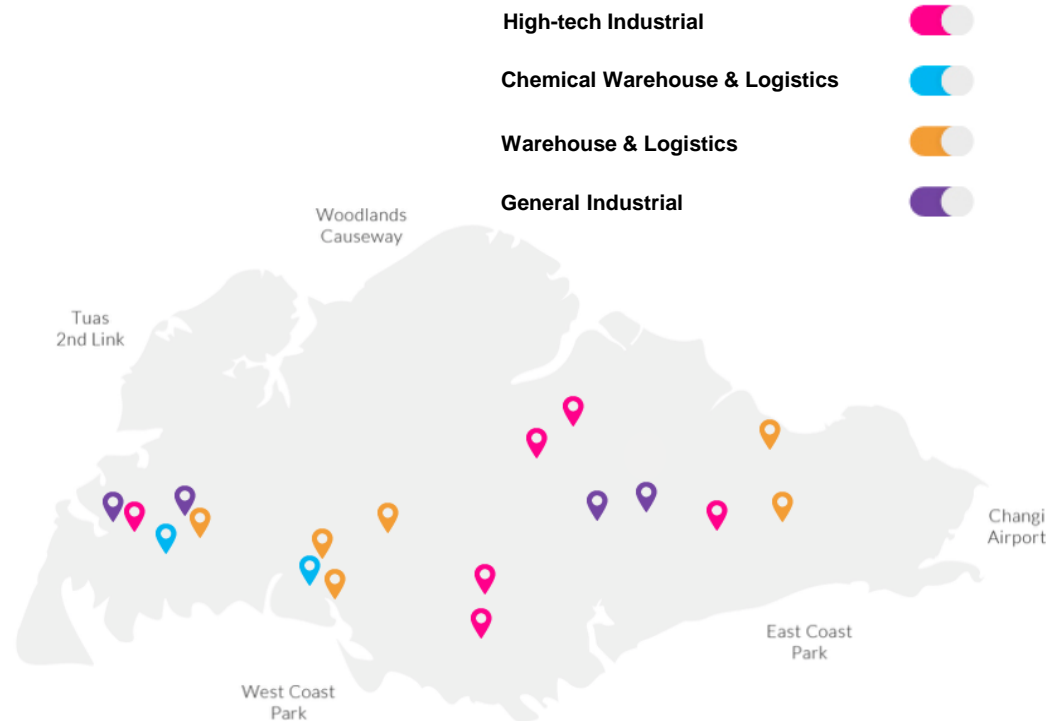 High-tech Industrial
Chemical Warehouse & Logistics
Warehouse & Logistics
General Industrial
Woodlands
Causeway
Tuas
2nd Link
Changi
Airport
East Coast
Park
West Coast
Park